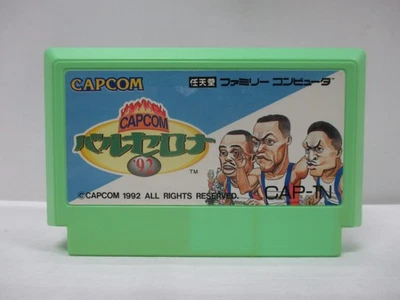 CAPCOM
任天堂 ファミリー コンピュータ
CAPCOM
バルセロナ
'92
TM
©CAPCOM 1992 ALL RIGHTS RESERVED.
CAP-1N